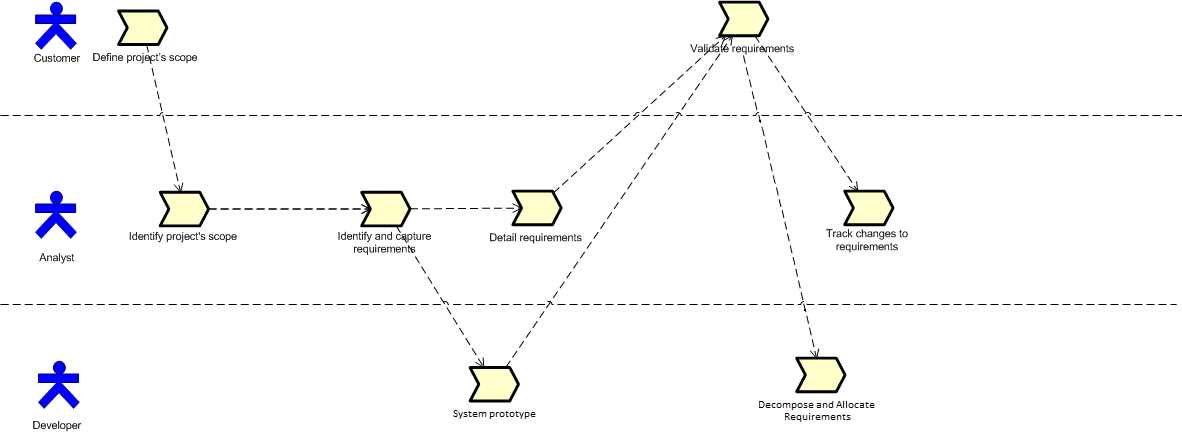 Customer
Define project's scope
Validate requirements
Analyst
Identify project's scope
Identify and capture
requirements
Detail requirements
Track changes to
requirements
Developer
System prototype
Decompose and Allocate
Requirements